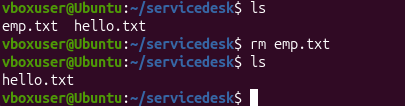 vboxuser@Ubuntu:~/servicedesk$ ls
emp.txt  hello.txt
vboxuser@Ubuntu:~/servicedesk$ rm emp.txt
vboxuser@Ubuntu:~/servicedesk$ ls
hello.txt
vboxuser@Ubuntu:~/servicedesk$